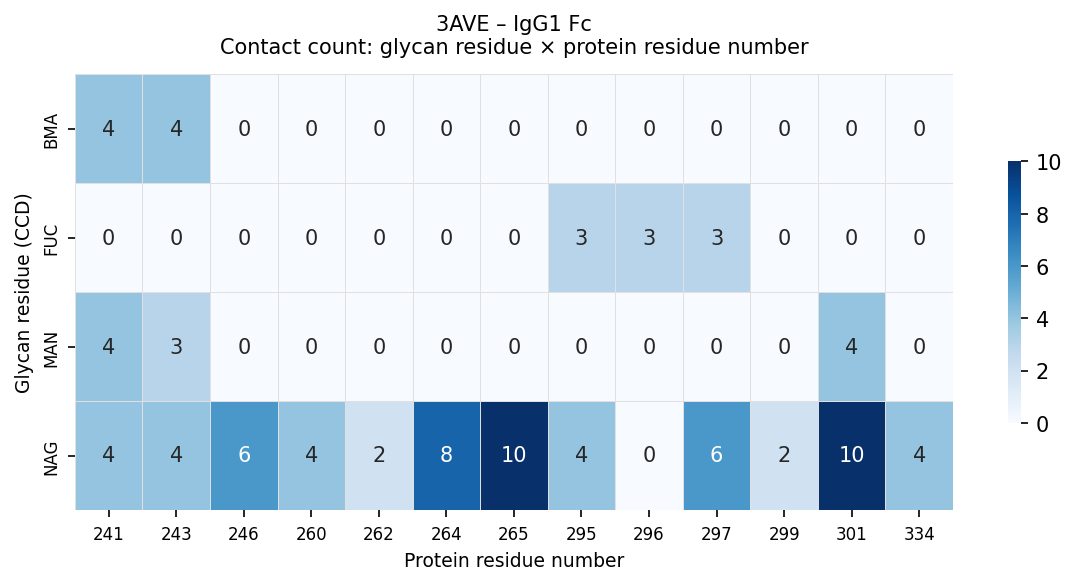 3AVE – IgG1 Fc
Contact count: glycan residue × protein residue number
Glycan residue (CCD)
BMA 4 4 0 0 0 0 0 0 0 0 0 0 0
FUC 0 0 0 0 0 0 0 3 3 3 0 0 0
MAN 4 3 0 0 0 0 0 0 0 0 0 4 0
NAG 4 4 6 4 2 8 10 4 0 6 2 10 4
241 243 246 260 262 264 265 295 296 297 299 301 334
Protein residue number
10
8
6
4
2
0